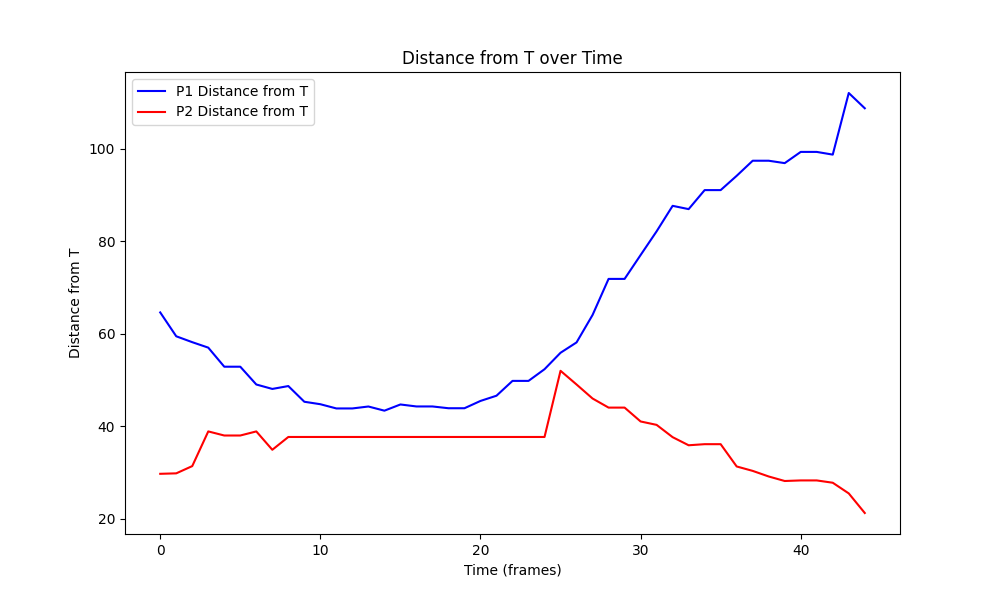 Distance from T over Time
P1 Distance from T
P2 Distance from T
Distance from T
100
80
60
40
20
0 10 20 30 40
Time (frames)